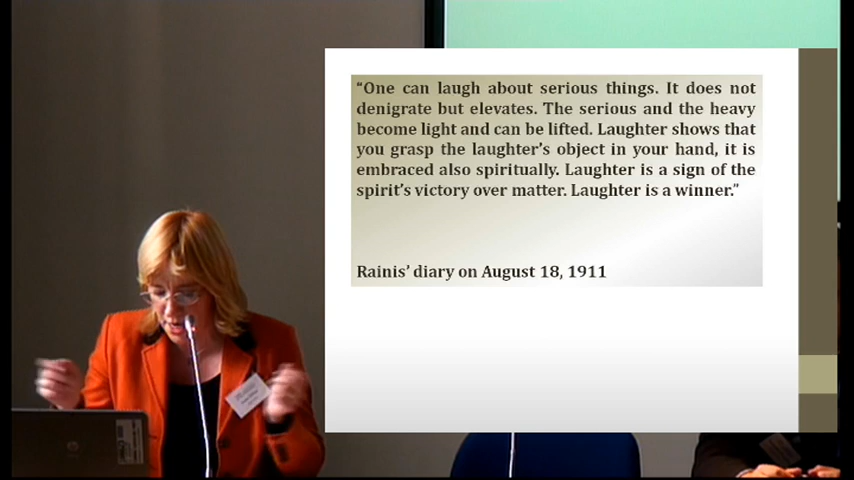 “One can laugh about serious things. It does not
denigrate but elevates. The serious and the heavy
become light and can be lifted. Laughter shows that
you grasp the laughter’s object in your hand, it is
embraced also spiritually. Laughter is a sign of the
spirit’s victory over matter. Laughter is a winner.”
Rainis’ diary on August 18, 1911